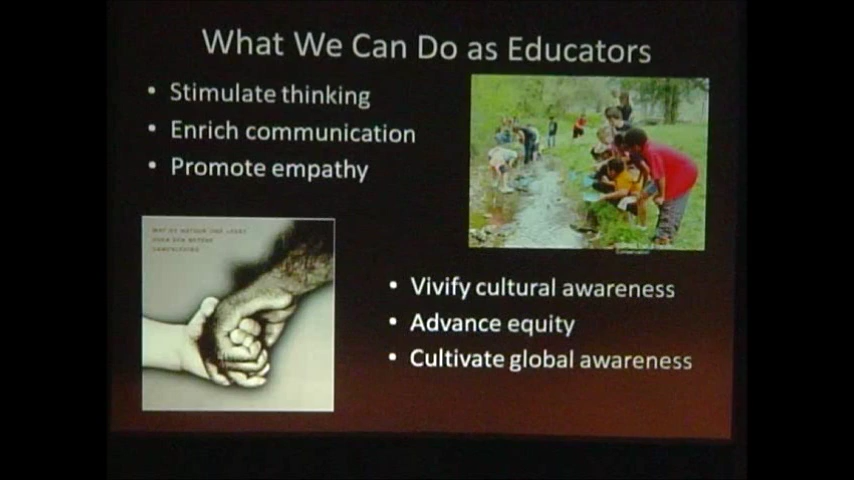 What We Can Do as Educators
• Stimulate thinking
• Enrich communication
• Promote empathy
• Vivify cultural awareness
• Advance equity
• Cultivate global awareness